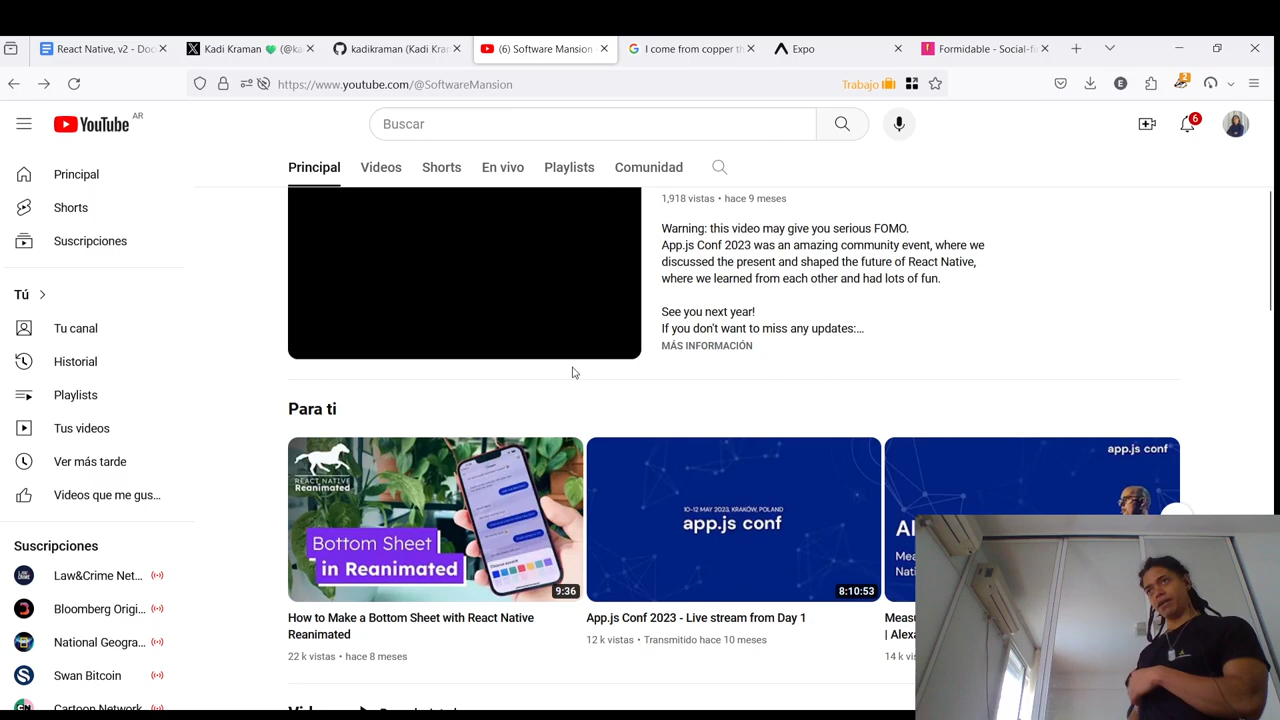 React Native, v2 - Doc
Kadi Kraman 💚 (@ka
kadikraman (Kadi Kra
(6) Software Mansion
I come from copper th
Expo
Formidable - Social-fi
https://www.youtube.com/@SoftwareMansion
Trabajo
E
2
YouTube
AR
Buscar
6
Principal
Videos
Shorts
En vivo
Playlists
Comunidad
Principal
Shorts
Suscripciones
Tú
Tu canal
Historial
Playlists
Tus videos
Ver más tarde
Videos que me gus...
Suscripciones
Law&Crime Net...
Bloomberg Origi...
National Geogra...
Swan Bitcoin
Cartoon Network
1,918 vistas • hace 9 meses
Warning: this video may give you serious FOMO.
App.js Conf 2023 was an amazing community event, where we
discussed the present and shaped the future of React Native,
where we learned from each other and had lots of fun.
See you next year!
If you don't want to miss any updates:...
MÁS INFORMACIÓN
Para ti
REACT NATIVE
Reanimated
Bottom Sheet
in Reanimated
9:36
How to Make a Bottom Sheet with React Native
Reanimated
22 k vistas • hace 8 meses
10-12 MAY 2023, KRAKÓW, POLAND
app.js conf
8:10:53
App.js Conf 2023 - Live stream from Day 1
12 k vistas • Transmitido hace 10 meses
app.js conf
Al
Mea
Nati
Meas
| Alexa
14 k vis